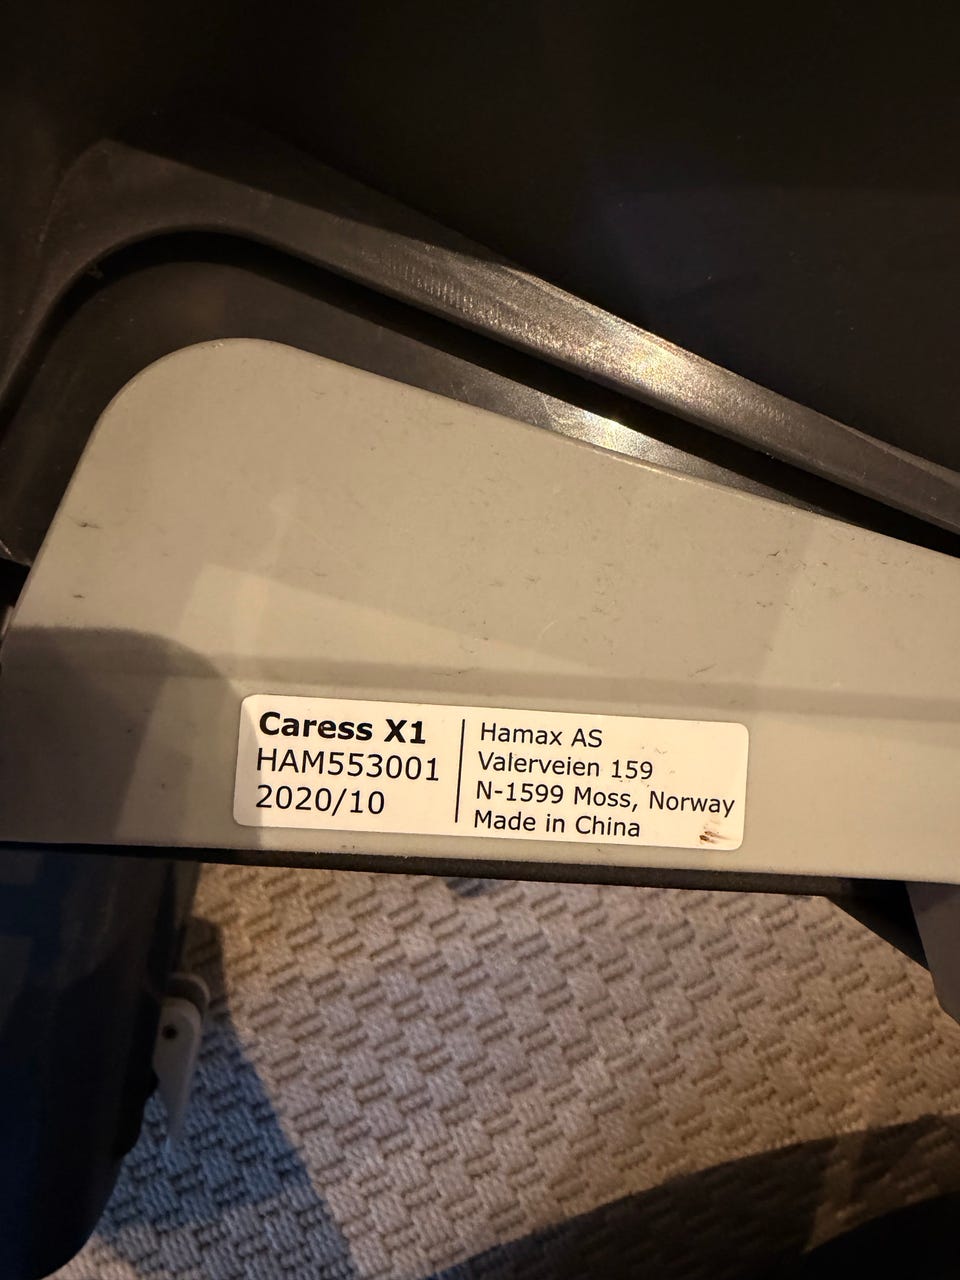 Caress X1
HAM553001
2020/10
Hamax AS
Valerveien 159
N-1599 Moss, Norway
Made in China